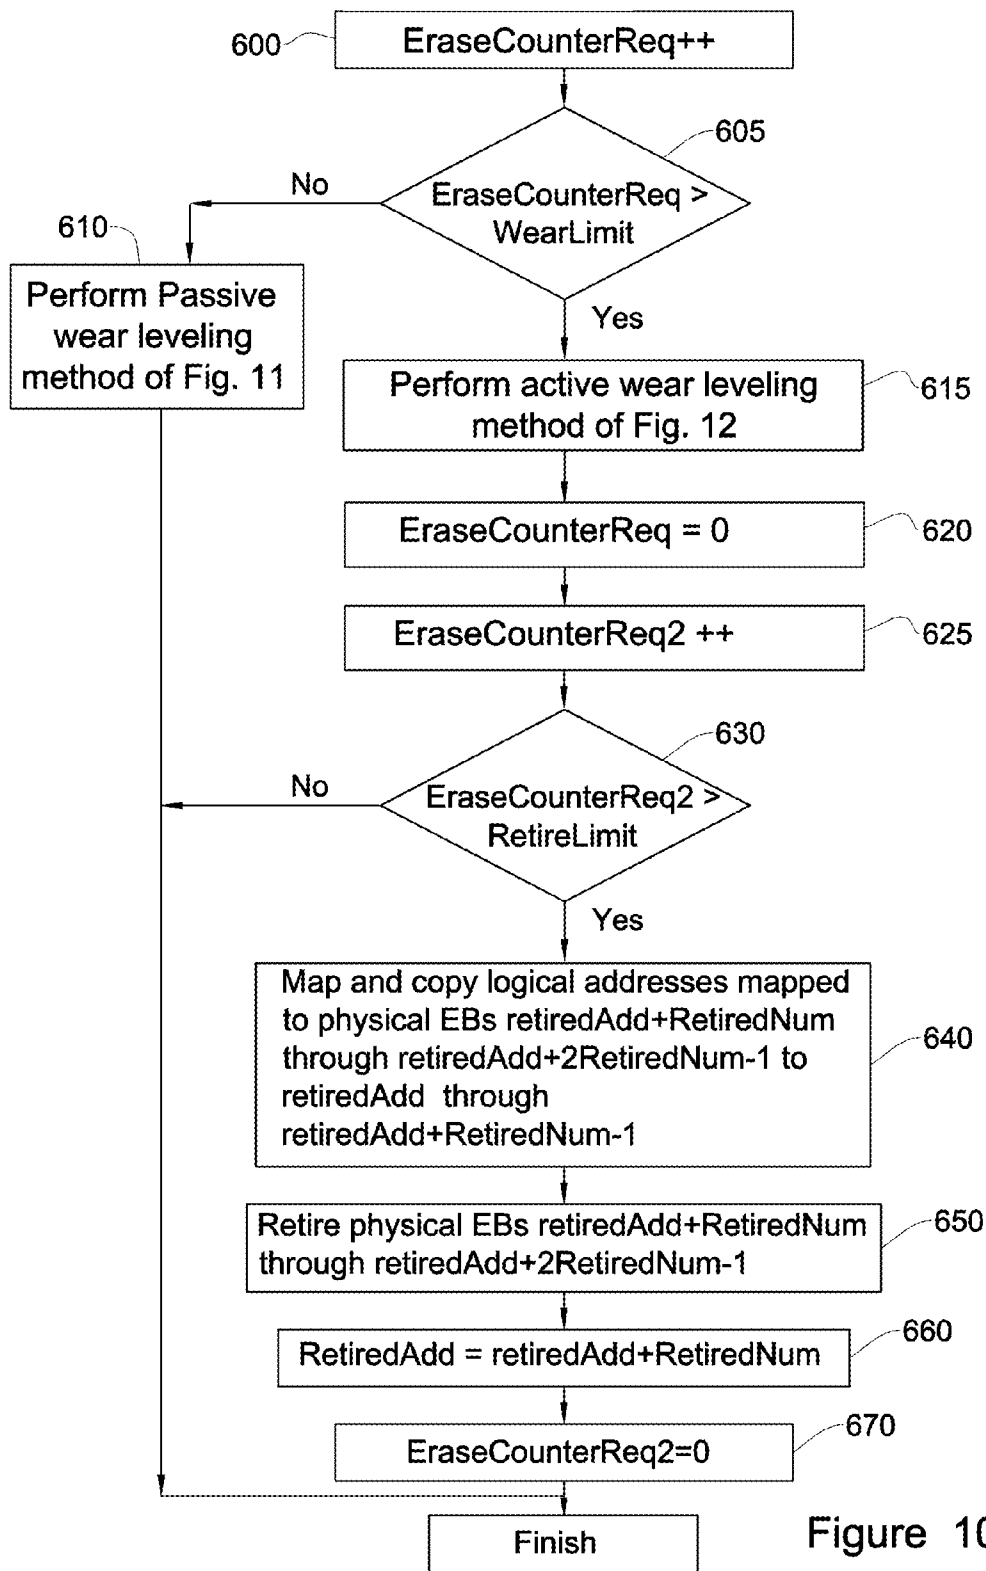 600
EraseCounterReq++
605
EraseCounterReq >
WearLimit
No
Yes
610
Perform Passive
wear leveling
method of Fig. 11
Perform active wear leveling
method of Fig. 12
615
EraseCounterReq = 0
620
EraseCounterReq2 ++
625
630
EraseCounterReq2 >
RetireLimit
No
Yes
Map and copy logical addresses mapped
to physical EBs retiredAdd+RetiredNum
through retiredAdd+2RetiredNum-1 to
retiredAdd through
retiredAdd+RetiredNum-1
640
Retire physical EBs retiredAdd+RetiredNum
through retiredAdd+2RetiredNum-1
650
RetiredAdd = retiredAdd+RetiredNum
660
EraseCounterReq2=0
670
Finish
Figure 10